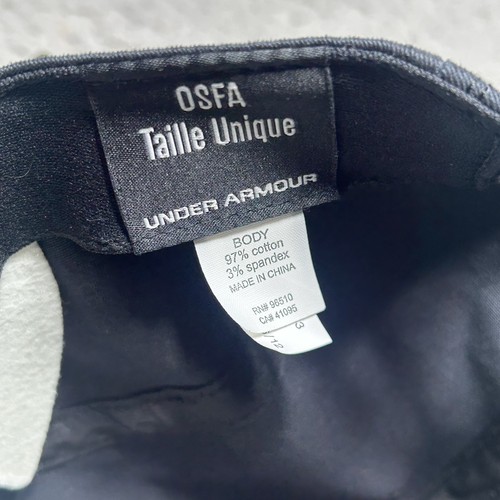 OSFA
Taille Unique
UNDER ARMOUR
BODY
97% cotton
3% spandex
MADE IN CHINA
RN# 96510
CA# 41095